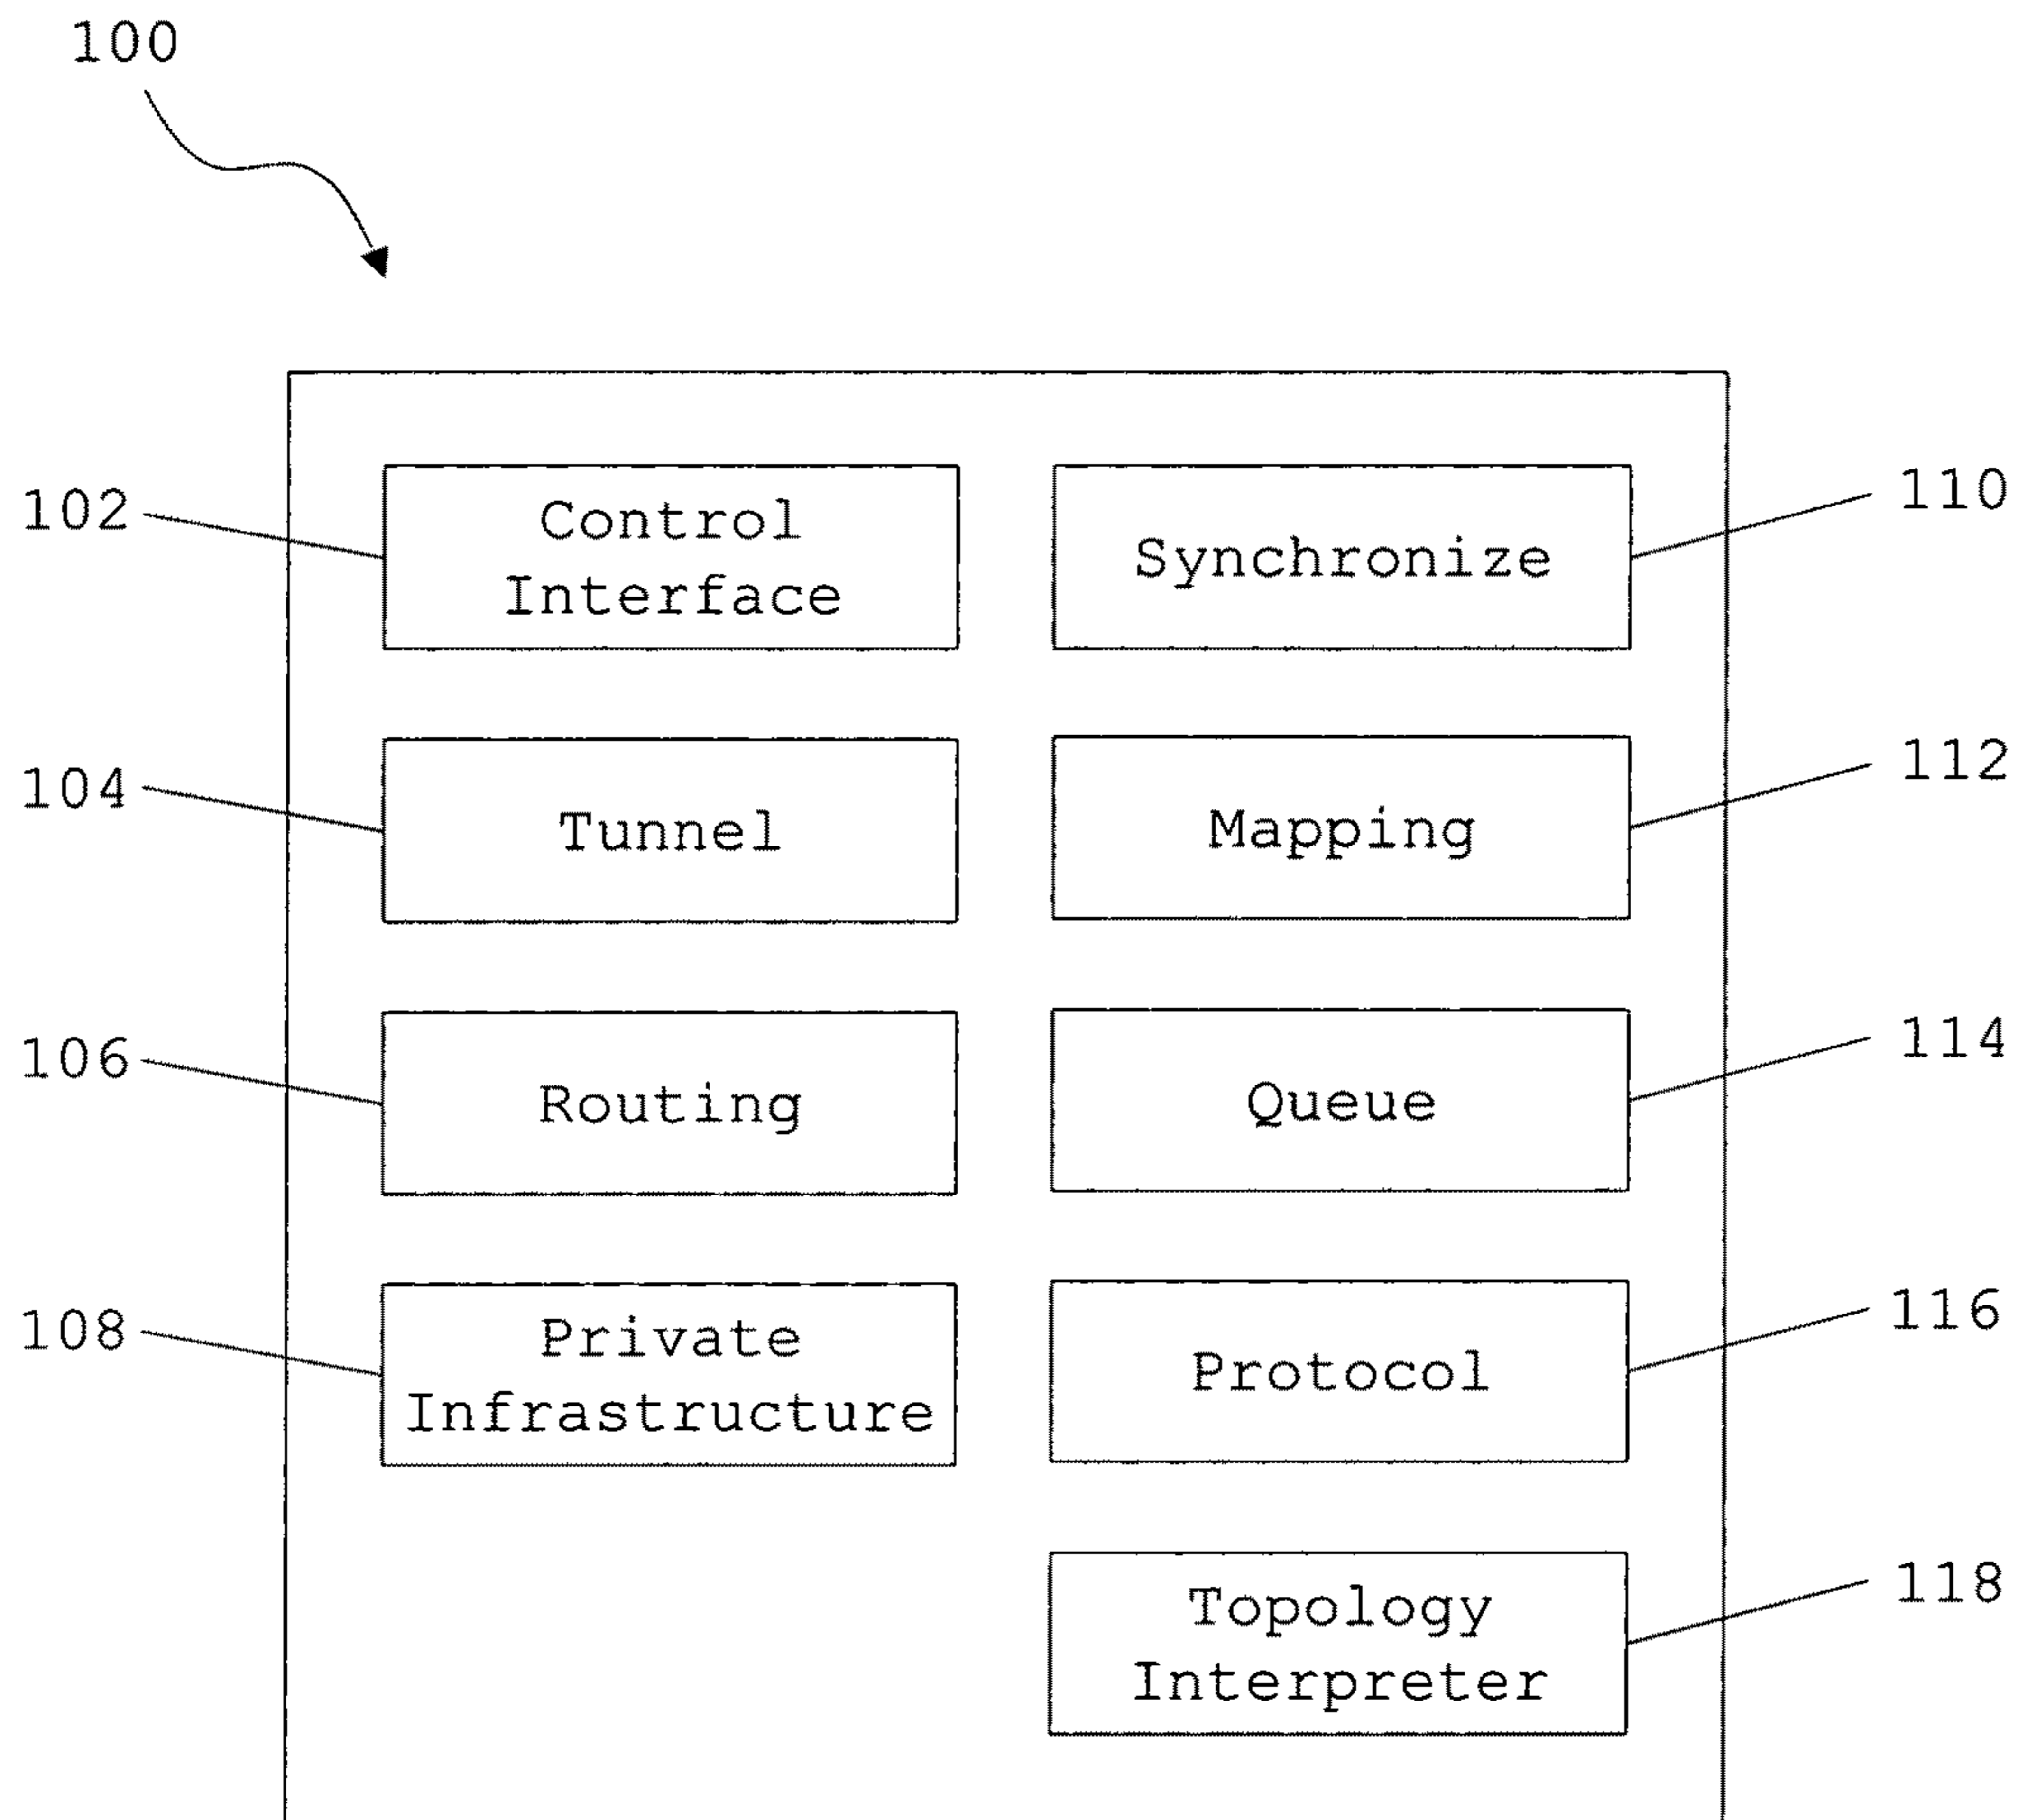 100
102
Control
Interface
Synchronize
110
104
Tunnel
Mapping
112
106
Routing
Queue
114
108
Private
Infrastructure
Protocol
116
Topology
Interpreter
118